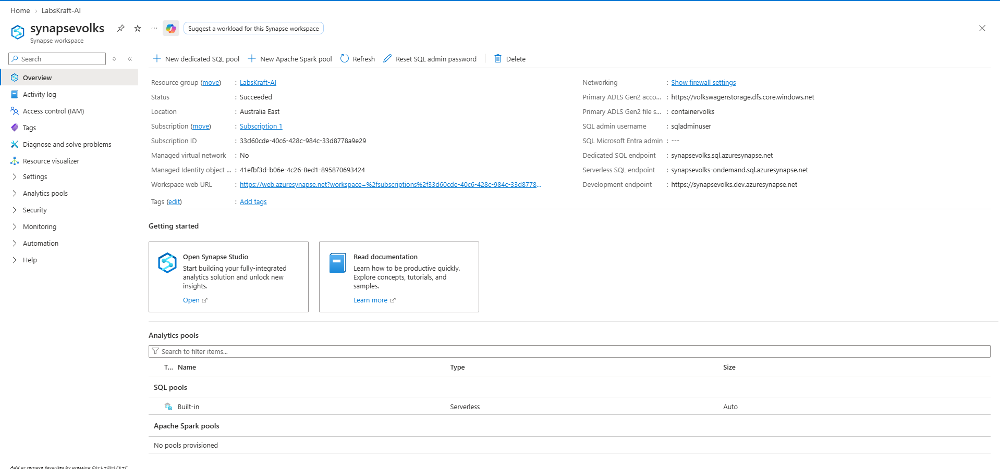 Home > LabsKraft-AI
synapsevolks
Synapse workspace
Suggest a workload for this Synapse workspace
Search
Overview
Activity log
Access control (IAM)
Tags
Diagnose and solve problems
Resource visualizer
Settings
Analytics pools
Security
Monitoring
Automation
Help
Add or remove favorites by pressing Ctrl+Shift+F
New dedicated SQL pool New Apache Spark pool Refresh Reset SQL admin password Delete
Resource group (move) : LabsKraft-AI
Status : Succeeded
Location : Australia East
Subscription (move) : Subscription 1
Subscription ID : 33d60cde-40c6-428c-984c-33d8778a9e29
Managed virtual network : No
Managed Identity object ... : 41efbf3d-b06e-4c26-8ed1-895870693424
Workspace web URL : https://web.azuresynapse.net?workspace=%2fsubscriptions%2f33d60cde-40c6-428c-984c-33d8778...
Tags (edit) : Add tags
Networking : Show firewall settings
Primary ADLS Gen2 acco... : https://volkswagenstorage.dfs.core.windows.net
Primary ADLS Gen2 file s... : containervolks
SQL admin username : sqladminuser
SQL Microsoft Entra admin : ---
Dedicated SQL endpoint : synapsevolks.sql.azuresynapse.net
Serverless SQL endpoint : synapsevolks-ondemand.sql.azuresynapse.net
Development endpoint : https://synapsevolks.dev.azuresynapse.net
Getting started
Open Synapse Studio
Start building your fully-integrated
analytics solution and unlock new
insights.
Open
Read documentation
Learn how to be productive quickly.
Explore concepts, tutorials, and
samples.
Learn more
Analytics pools
Search to filter items...
T... Name Type Size
SQL pools
Built-in Serverless Auto
Apache Spark pools
No pools provisioned